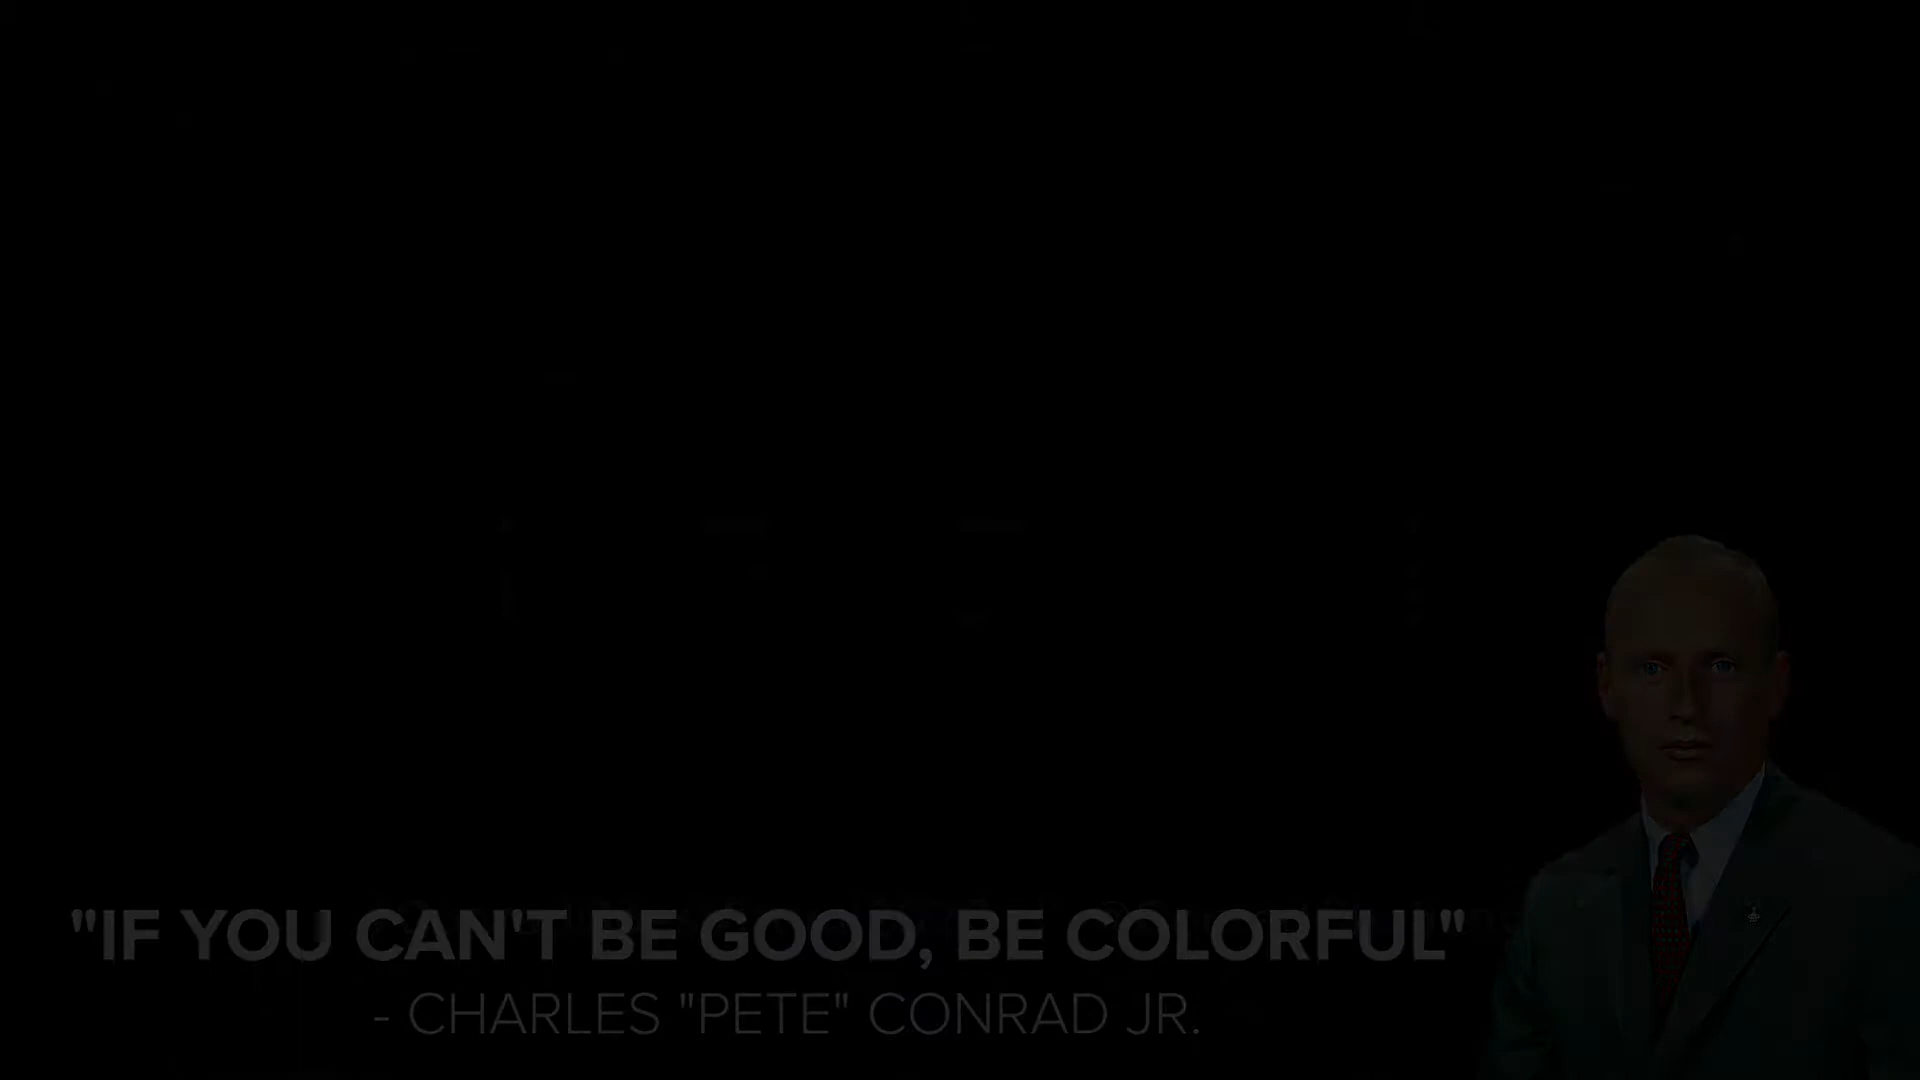 "IF YOU CAN'T BE GOOD, BE COLORFUL"
- CHARLES "PETE" CONRAD JR.